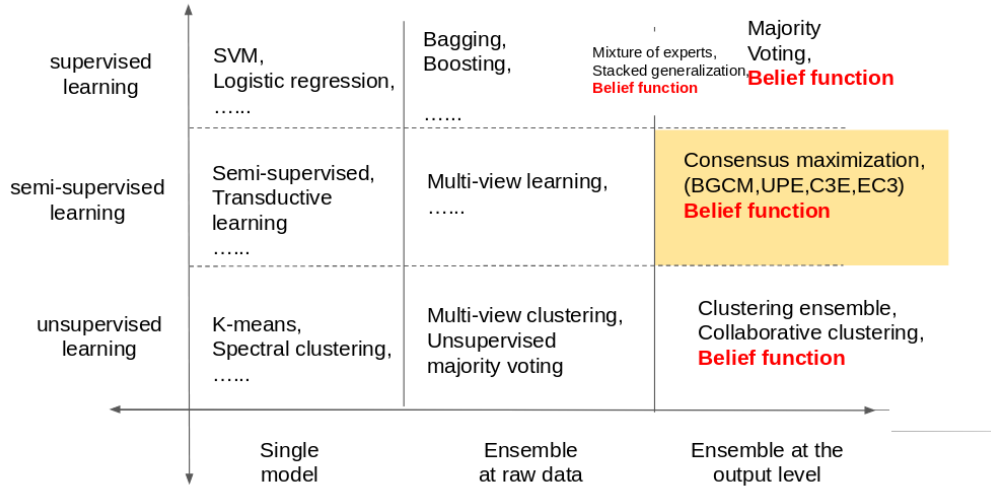 supervised
learning
SVM,
Logistic regression,
…...
Bagging,
Boosting,
…...
Mixture of experts,
Stacked generalization,
Belief function
Majority
Voting,
Belief function
semi-supervised
learning
Semi-supervised,
Transductive
learning
…...
Multi-view learning,
…...
Consensus maximization,
(BGCM,UPE,C3E,EC3)
Belief function
unsupervised
learning
K-means,
Spectral clustering,
…...
Multi-view clustering,
Unsupervised
majority voting
Clustering ensemble,
Collaborative clustering,
Belief function
Single
model
Ensemble
at raw data
Ensemble at the
output level